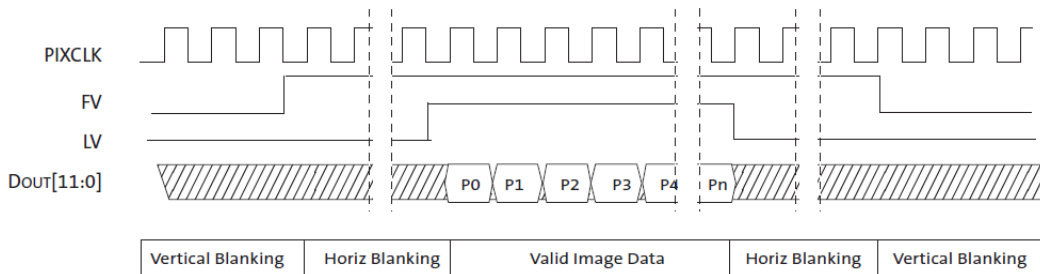 PIXCLK
FV
LV
DOUT[11:0]
P0 P1 P2 P3 P4 Pn
Vertical Blanking Horiz Blanking Valid Image Data Horiz Blanking Vertical Blanking